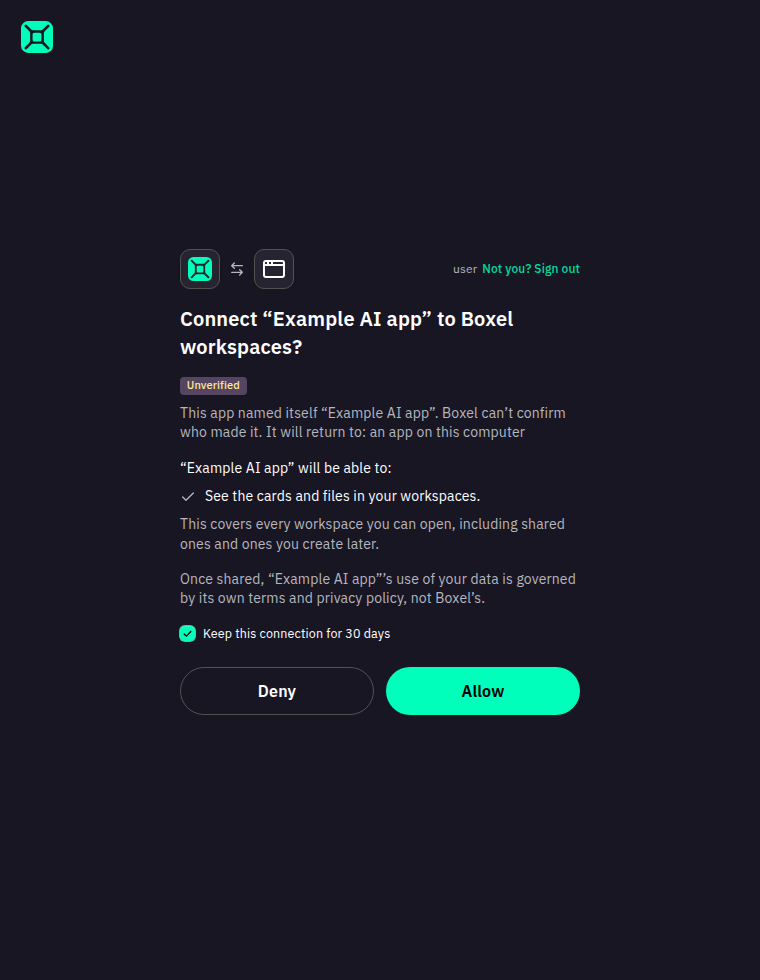 user Not you? Sign out
Connect “Example AI app” to Boxel
workspaces?
Unverified
This app named itself “Example AI app”. Boxel can’t confirm
who made it. It will return to: an app on this computer
“Example AI app” will be able to:
See the cards and files in your workspaces.
This covers every workspace you can open, including shared
ones and ones you create later.
Once shared, “Example AI app”’s use of your data is governed
by its own terms and privacy policy, not Boxel’s.
Keep this connection for 30 days
Deny
Allow